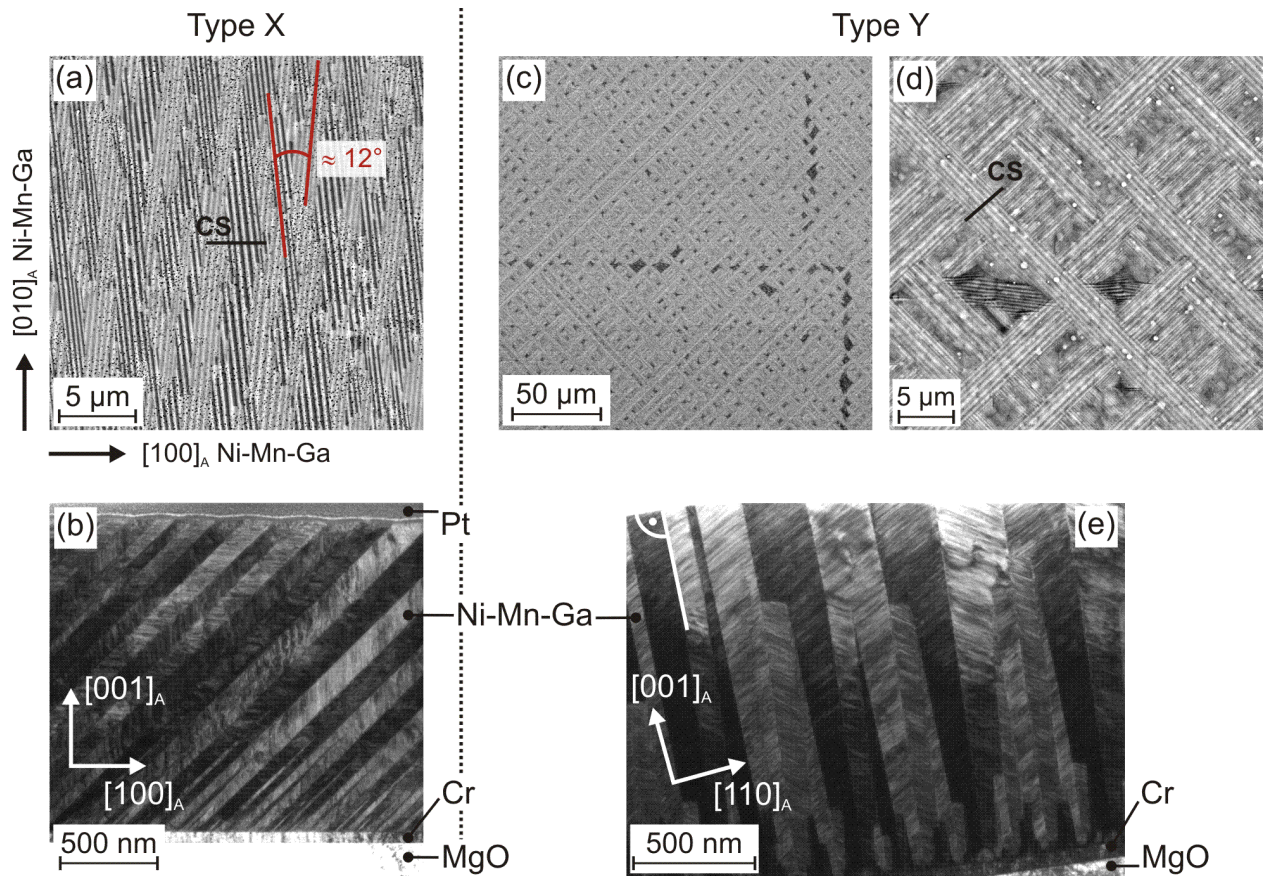 Type X
Type Y
(a)
≈ 12°
CS
5 µm
[010]A Ni-Mn-Ga
[100]A Ni-Mn-Ga
(c)
50 µm
(d)
CS
5 µm
(b)
Pt
Ni-Mn-Ga
[001]A
[100]A
500 nm
Cr
MgO
(e)
[001]A
[110]A
500 nm
Cr
MgO